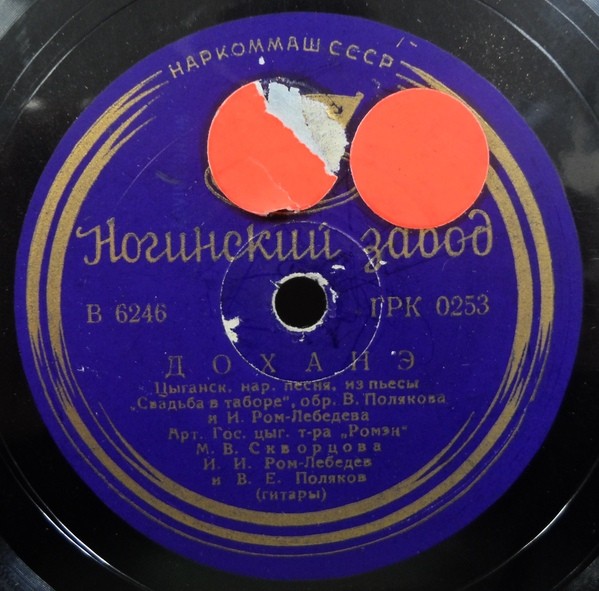 НАРКОММАШ СССР
Ногинский завод
В 6246 ГРК 0253
ДОХАНЭ
Цыганск. нар. песня, из пьесы
„Свадьба в таборе“, обр. В. Полякова
и И. Ром-Лебедева
Арт. Гос. цыг. т-ра „Ромэн“
М. В. Скворцова
И. И. Ром-Лебедев
и В. Е. Поляков
(гитары)